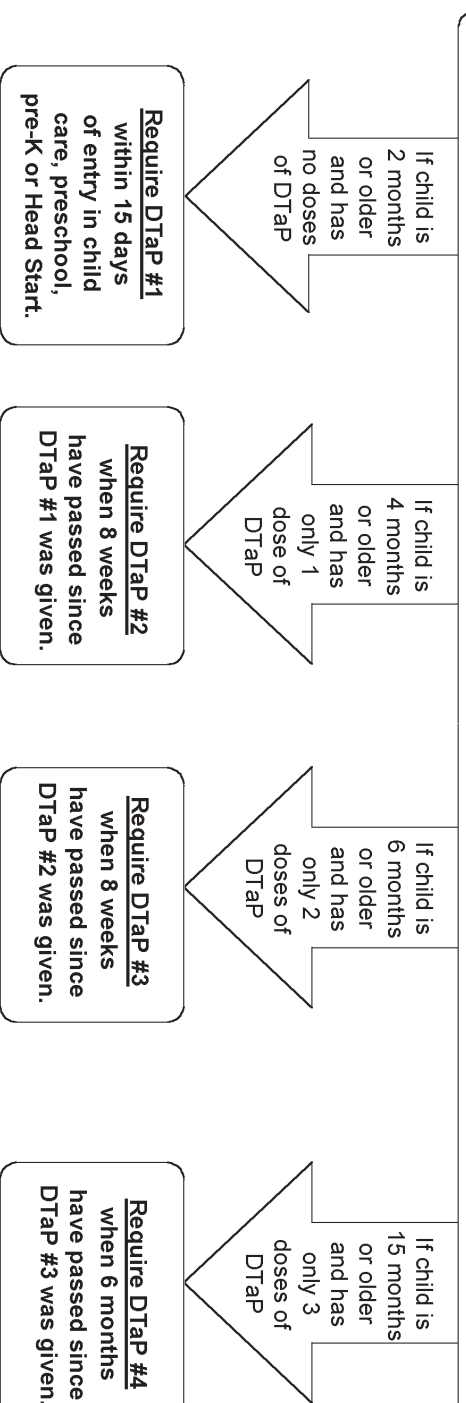 If child is
2 months
or older
and has
no doses
of DTaP
Require DTaP #1
within 15 days
of entry in child
care, preschool,
pre-K or Head Start.
If child is
4 months
or older
and has
only 1
dose of
DTaP
Require DTaP #2
when 8 weeks
have passed since
DTaP #1 was given.
If child is
6 months
or older
and has
only 2
doses of
DTaP
Require DTaP #3
when 8 weeks
have passed since
DTaP #2 was given.
If child is
15 months
or older
and has
only 3
doses of
DTaP
Require DTaP #4
when 6 months
have passed since
DTaP #3 was given.